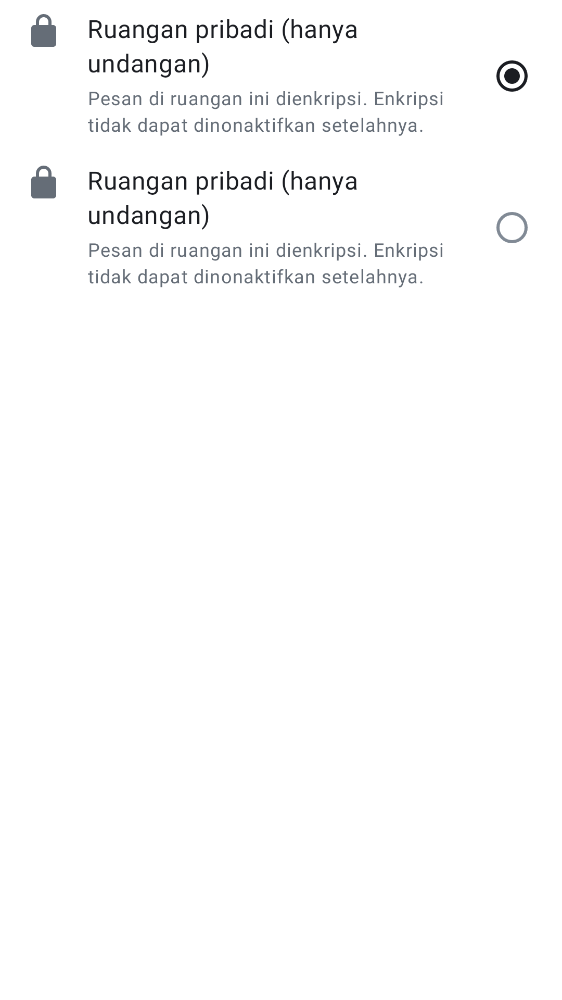 Ruangan pribadi (hanya
undangan)
Pesan di ruangan ini dienkripsi. Enkripsi
tidak dapat dinonaktifkan setelahnya.
Ruangan pribadi (hanya
undangan)
Pesan di ruangan ini dienkripsi. Enkripsi
tidak dapat dinonaktifkan setelahnya.